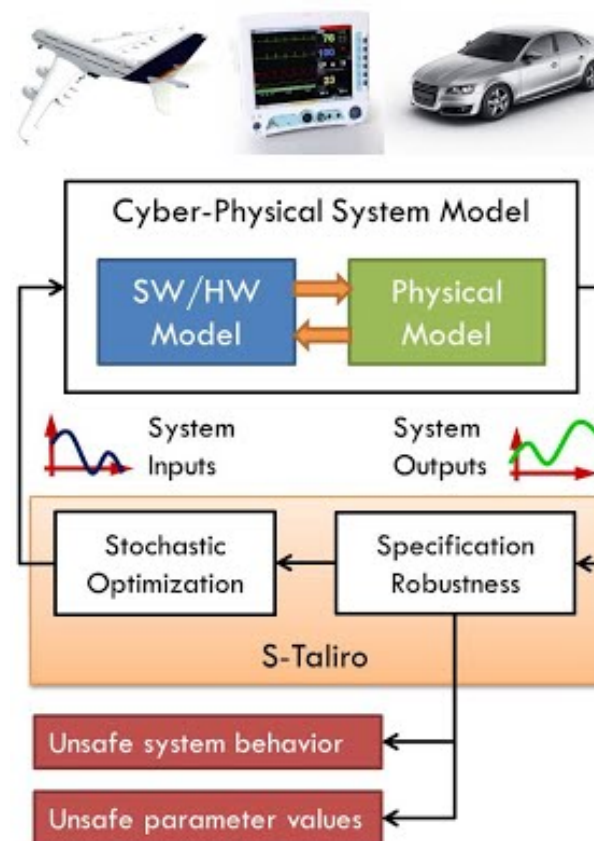 Cyber-Physical System Model
SW/HW
Model
Physical
Model
System
Inputs
System
Outputs
Stochastic
Optimization
Specification
Robustness
S-Taliro
Unsafe system behavior
Unsafe parameter values